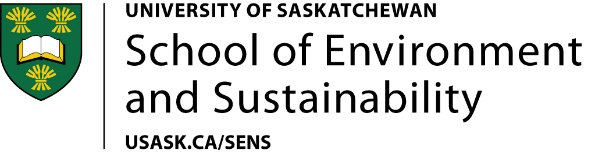 UNIVERSITY OF SASKATCHEWAN
School of Environment
and Sustainability
USASK.CA/SENS